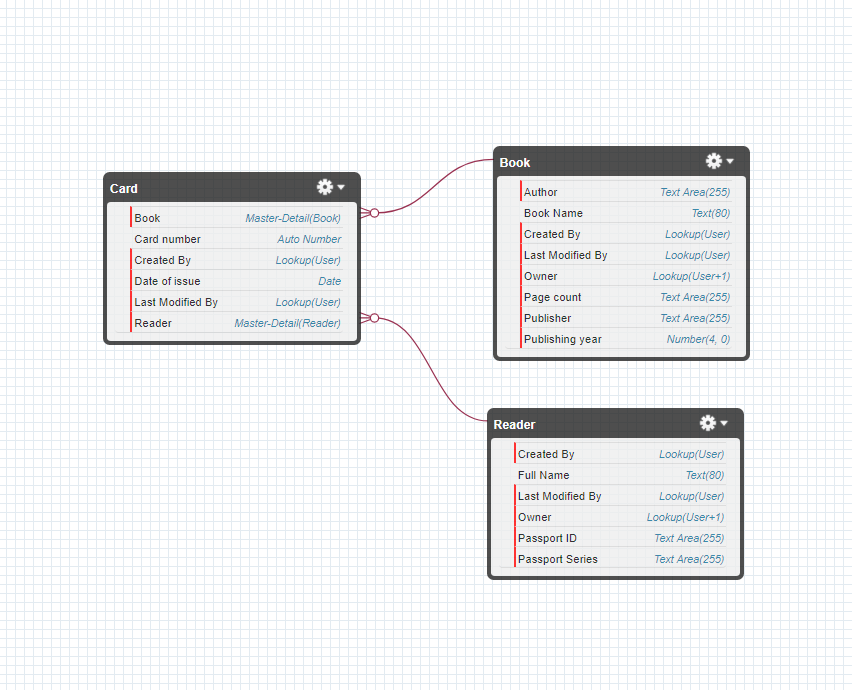 Card
Book Master-Detail(Book)
Card number Auto Number
Created By Lookup(User)
Date of issue Date
Last Modified By Lookup(User)
Reader Master-Detail(Reader)
Book
Author Text Area(255)
Book Name Text(80)
Created By Lookup(User)
Last Modified By Lookup(User)
Owner Lookup(User+1)
Page count Text Area(255)
Publisher Text Area(255)
Publishing year Number(4, 0)
Reader
Created By Lookup(User)
Full Name Text(80)
Last Modified By Lookup(User)
Owner Lookup(User+1)
Passport ID Text Area(255)
Passport Series Text Area(255)